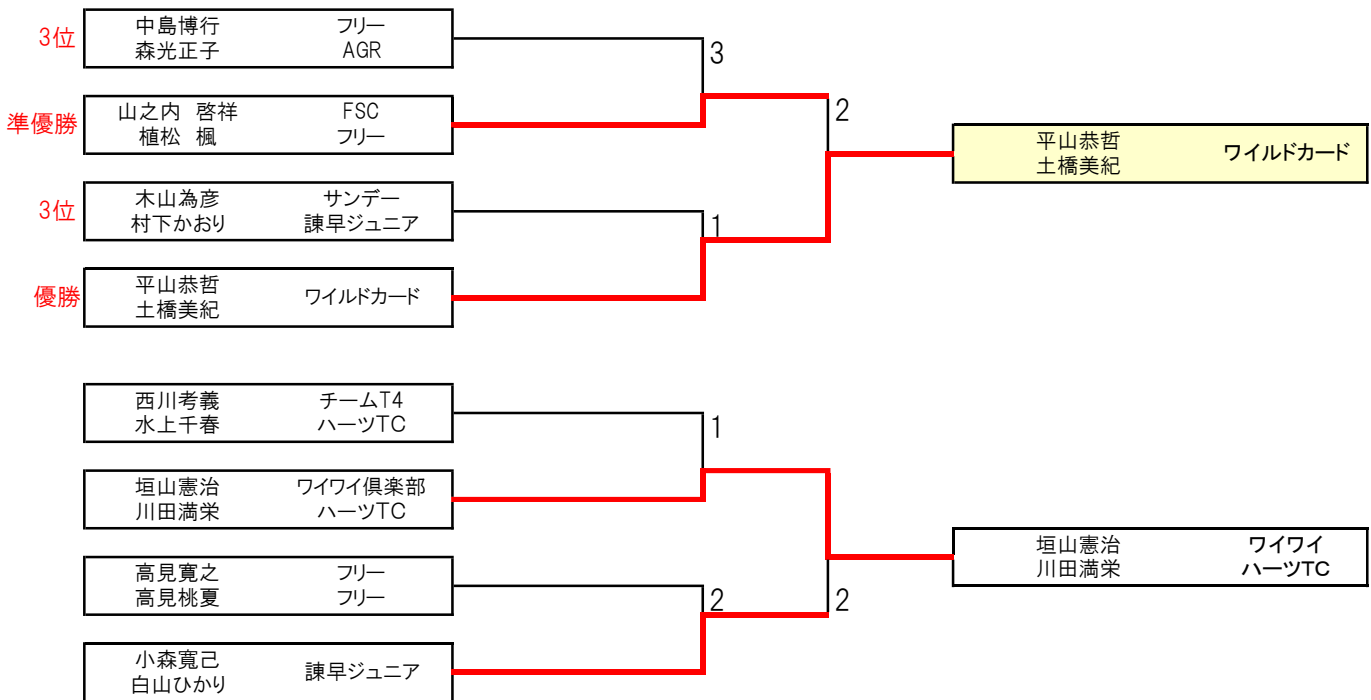 3位
中島博行 フリー
森光正子 AGR
3
準優勝
山之内 啓祥 FSC
植松 楓 フリー
2
平山恭哲
土橋美紀
ワイルドカード
3位
木山為彦 サンデー
村下かおり 諫早ジュニア
1
優勝
平山恭哲
土橋美紀
ワイルドカード
西川考義 チームT4
水上千春 ハーツTC
1
垣山憲治 ワイワイ倶楽部
川田満栄 ハーツTC
垣山憲治 ワイワイ
川田満栄 ハーツTC
高見寛之 フリー
高見桃夏 フリー
2
2
小森寛己
白山ひかり
諫早ジュニア